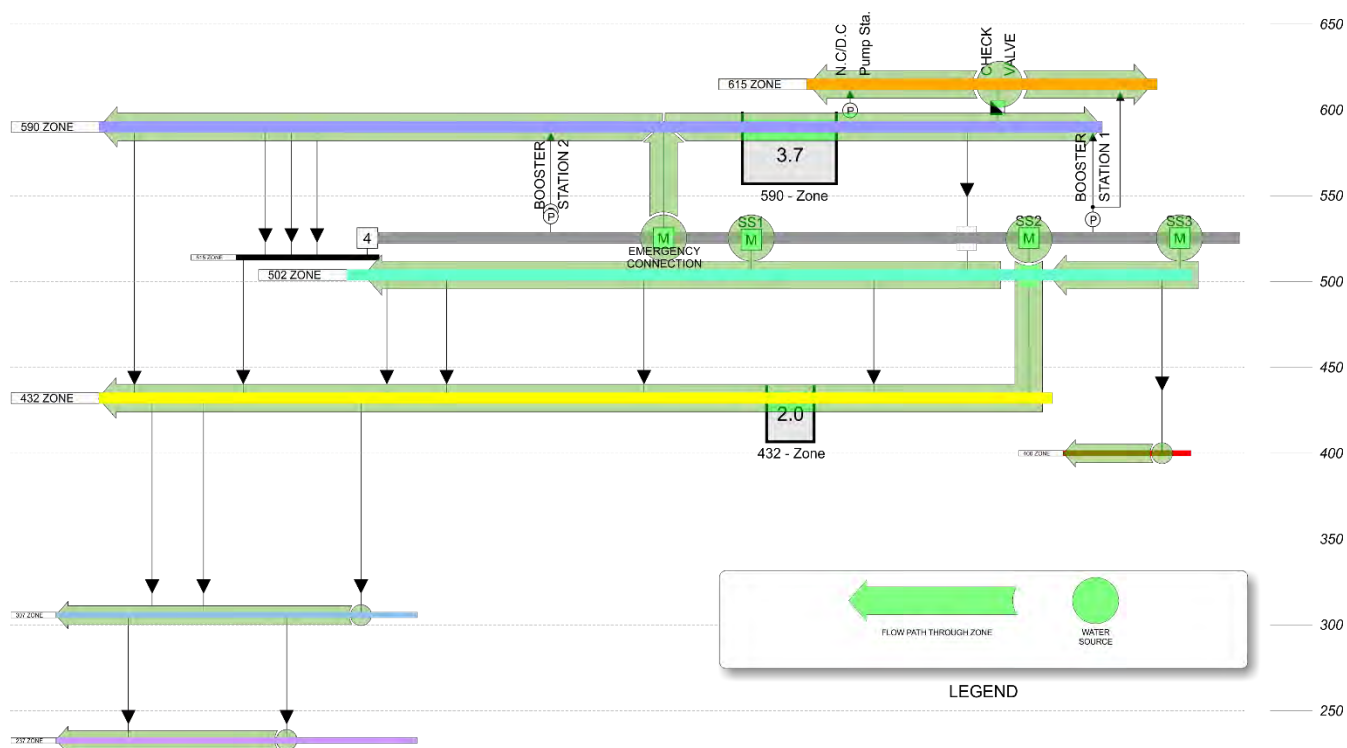 650
N.C/D.C
Pump Sta.
CHECK
VALVE
615 ZONE
P
600
590 ZONE
3.7
590 - Zone
BOOSTER
STATION 2
P
BOOSTER
STATION 1
P
550
4
M
EMERGENCY
CONNECTION
SS1
M
SS2
M
SS3
M
502 ZONE
500
450
432 ZONE
2.0
432 - Zone
400
350
307 ZONE
300
FLOW PATH THROUGH ZONE
WATER
SOURCE
LEGEND
250